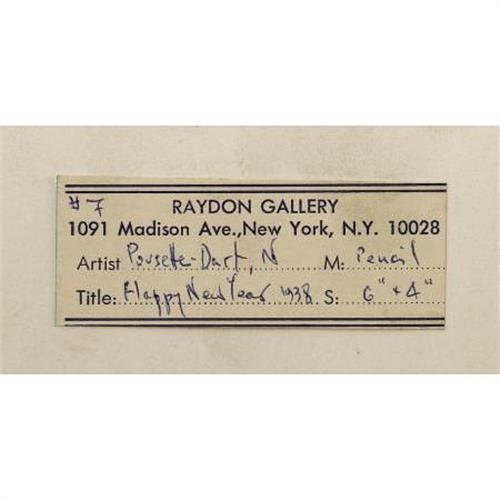 #7 RAYDON GALLERY
1091 Madison Ave.,New York, N.Y. 10028
Artist Pousette-Dart, N M: Pencil
Title: Happy New Year 1938 S: 6" x 4"